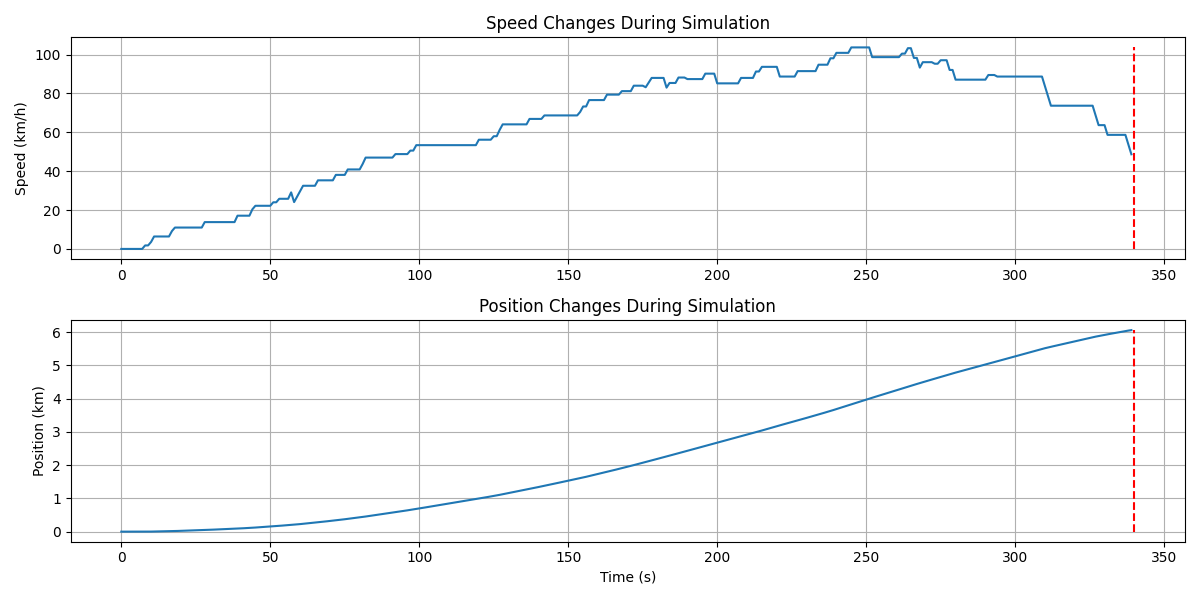 Speed Changes During Simulation
Speed (km/h)
100
80
60
40
20
0
0 50 100 150 200 250 300 350
Position Changes During Simulation
Position (km)
6
5
4
3
2
1
0
0 50 100 150 200 250 300 350
Time (s)